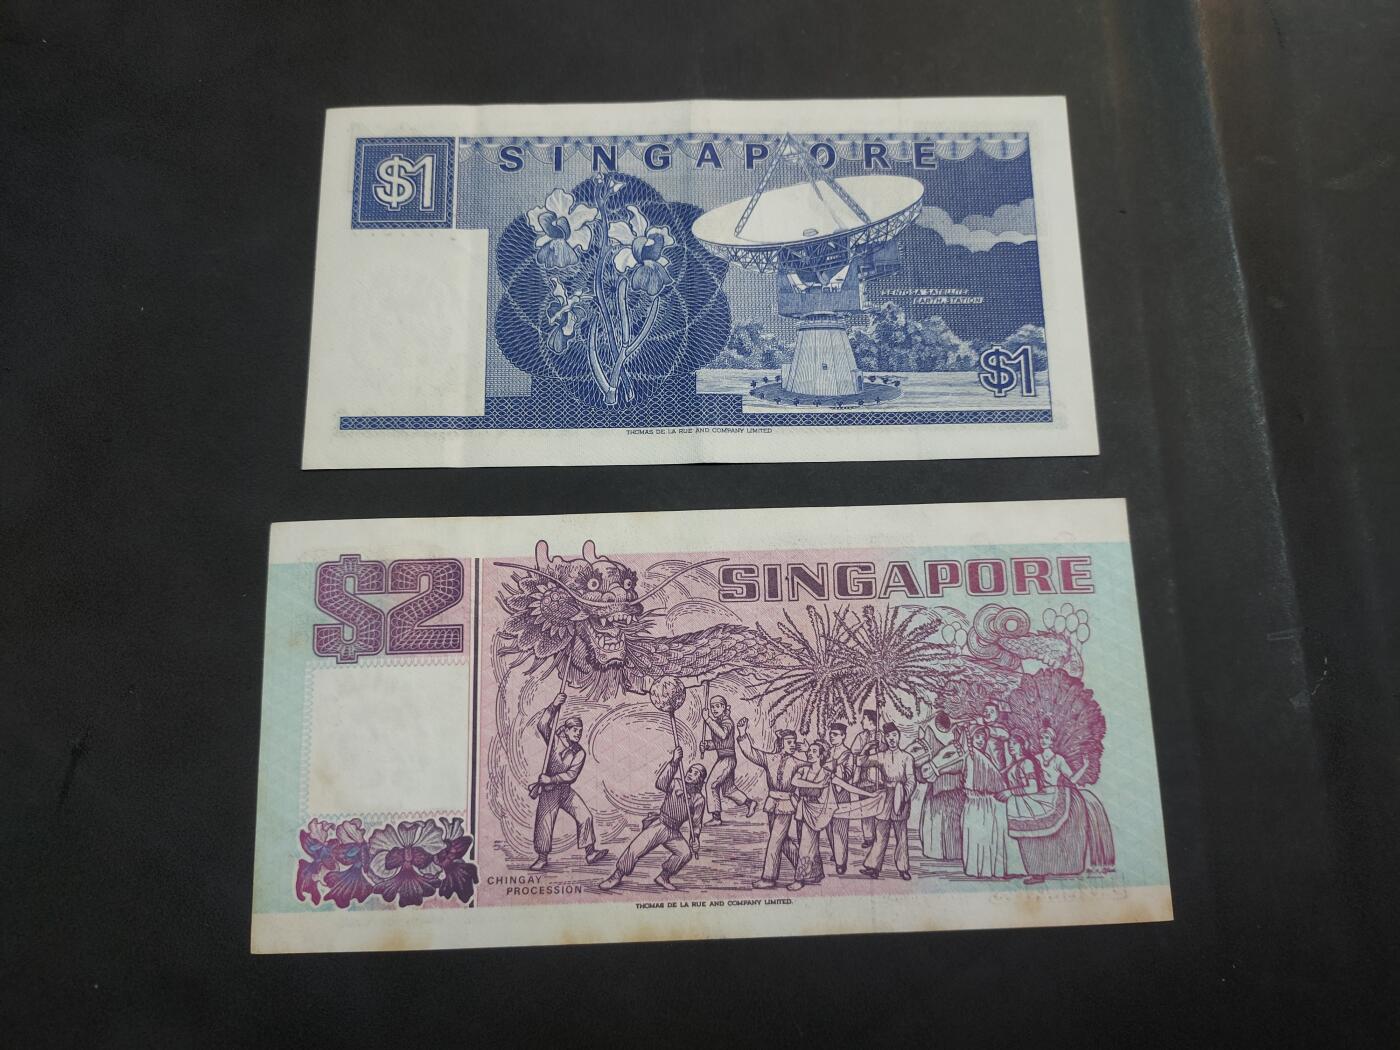 $1
SINGAPORE
SENTOSA SATELLITE
EARTH STATION
$1
THOMAS DE LA RUE AND COMPANY LIMITED
$2
SINGAPORE
CHINGAY
PROCESSION
THOMAS DE LA RUE AND COMPANY LIMITED.